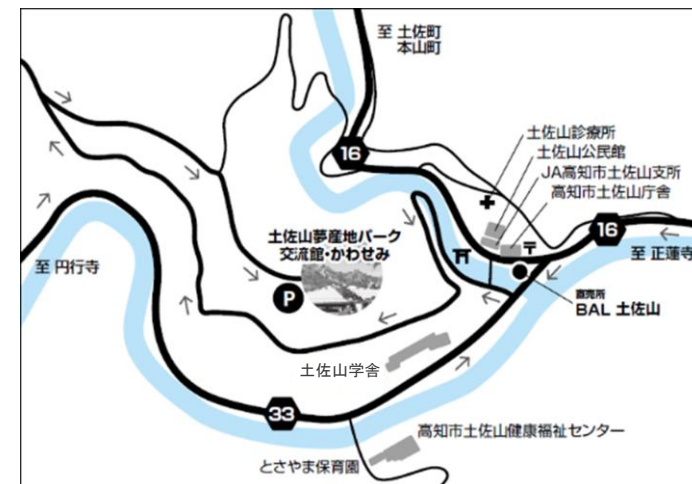 至 土佐町
本山町
16
土佐山診療所
土佐山公民館
JA高知市土佐山支所
高知市土佐山庁舎
16
至 正蓮寺
土佐山夢産地パーク
交流館・かわせみ
至 円行寺
P
直売所
BAL 土佐山
土佐山学舎
33
高知市土佐山健康福祉センター
とさやま保育園